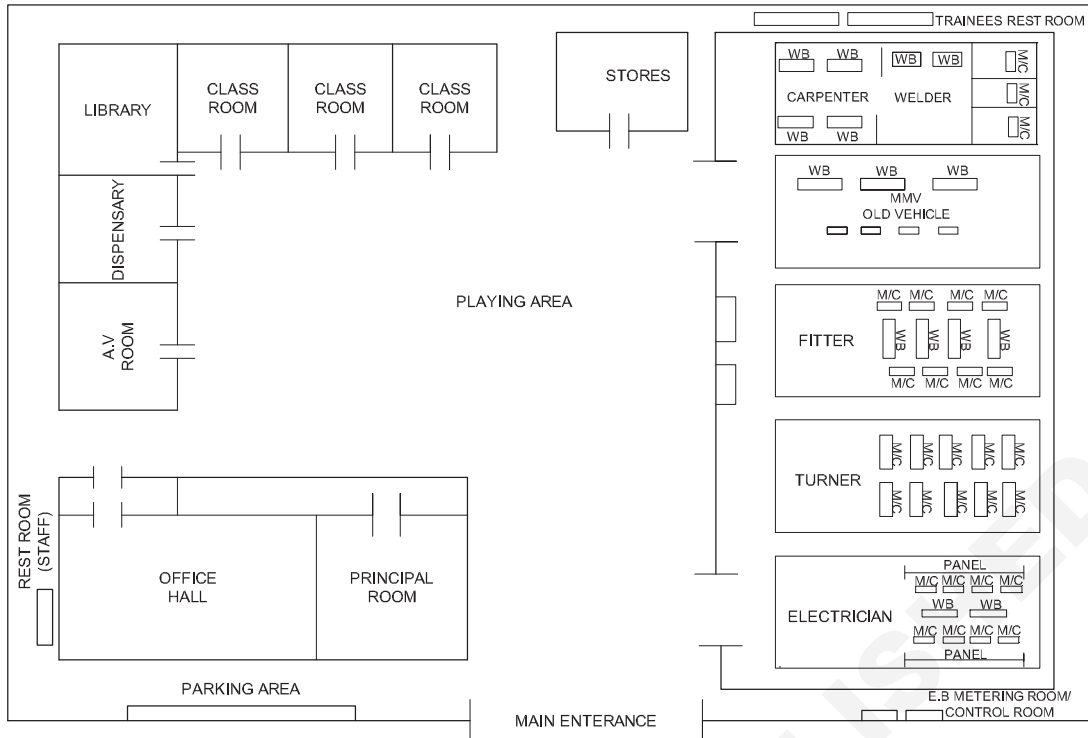 TRAINEES REST ROOM
LIBRARY
CLASS
ROOM
CLASS
ROOM
CLASS
ROOM
STORES
WB
WB
WB
WB
M/C
CARPENTER
WELDER
M/C
WB
WB
M/C
DISPENSARY
WB
WB
WB
MMV
OLD VEHICLE
A.V
ROOM
PLAYING AREA
M/C
M/C
M/C
M/C
FITTER
WB
WB
WB
WB
M/C
M/C
M/C
M/C
TURNER
M/C
M/C
M/C
M/C
M/C
M/C
M/C
M/C
M/C
M/C
REST ROOM
(STAFF)
OFFICE
HALL
PRINCIPAL
ROOM
PANEL
M/C
M/C
M/C
M/C
ELECTRICIAN
WB
WB
M/C
M/C
M/C
M/C
PANEL
PARKING AREA
MAIN ENTERANCE
E.B METERING ROOM/
CONTROL ROOM